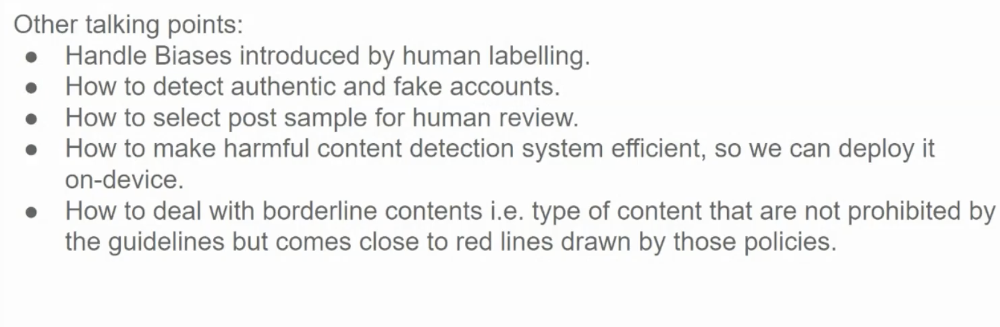 Other talking points:
● Handle Biases introduced by human labelling.
● How to detect authentic and fake accounts.
● How to select post sample for human review.
● How to make harmful content detection system efficient, so we can deploy it
on-device.
● How to deal with borderline contents i.e. type of content that are not prohibited by
the guidelines but comes close to red lines drawn by those policies.